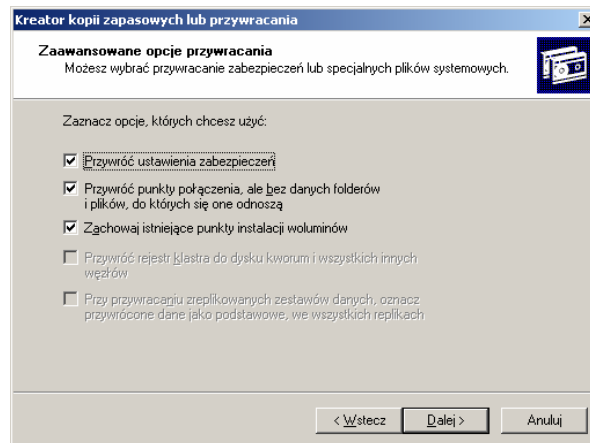 Kreator kopii zapasowych lub przywracania
Zaawansowane opcje przywracania
Możesz wybrać przywracanie zabezpieczeń lub specjalnych plików systemowych.
Zaznacz opcje, których chcesz użyć:
Przywróć ustawienia zabezpieczeń
Przywróć punkty połączenia, ale bez danych folderów
i plików, do których się one odnoszą
Zachowaj istniejące punkty instalacji woluminów
Przywróć rejestr klastra do dysku kworum i wszystkich innych
węzłów
Przy przywracaniu zreplikowanych zestawów danych, oznacz
przywrócone dane jako podstawowe, we wszystkich replikach
< Wstecz Dalej > Anuluj